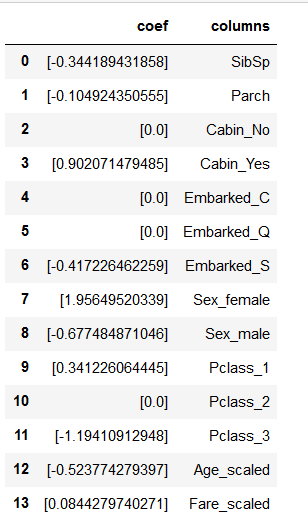 coef columns
0 [-0.344189431858] SibSp
1 [-0.104924350555] Parch
2 [0.0] Cabin_No
3 [0.902071479485] Cabin_Yes
4 [0.0] Embarked_C
5 [0.0] Embarked_Q
6 [-0.417226462259] Embarked_S
7 [1.95649520339] Sex_female
8 [-0.677484871046] Sex_male
9 [0.341226064445] Pclass_1
10 [0.0] Pclass_2
11 [-1.19410912948] Pclass_3
12 [-0.523774279397] Age_scaled
13 [0.0844279740271] Fare_scaled